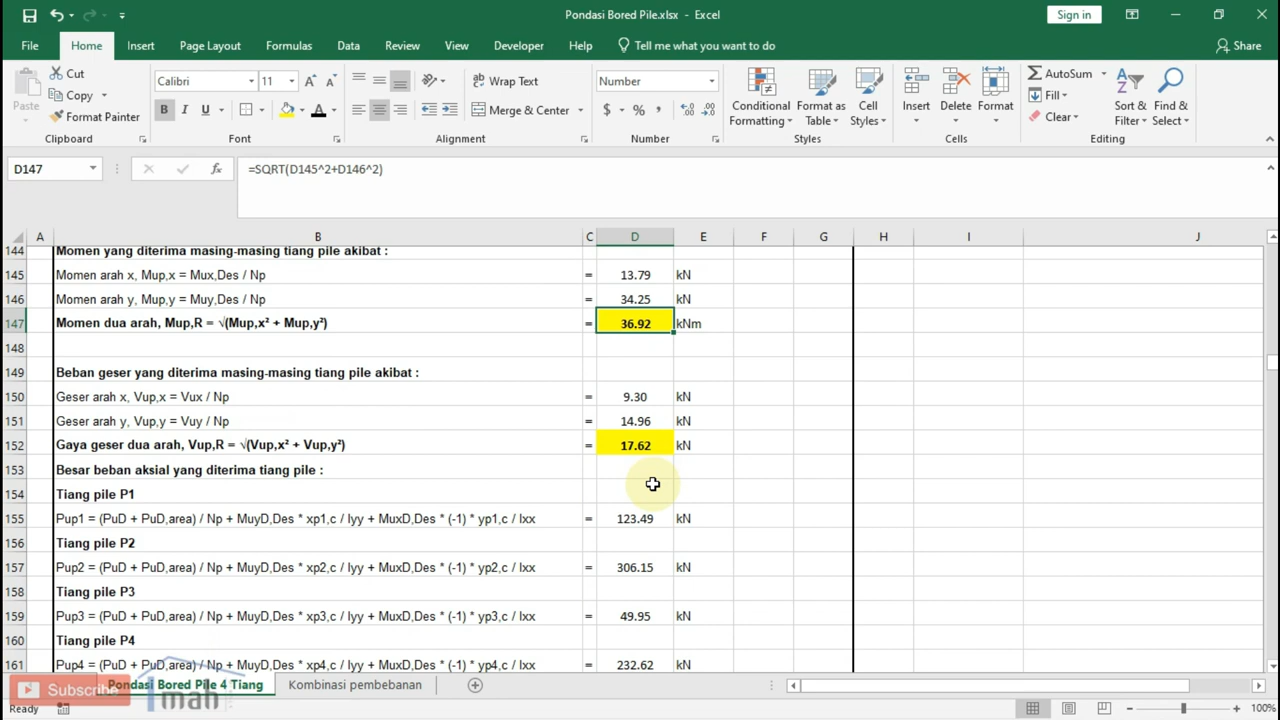 Pondasi Bored Pile.xlsx - Excel
Sign in
File Home Insert Page Layout Formulas Data Review View Developer Help Tell me what you want to do Share
Paste
Cut
Copy
Format Painter
Clipboard
Calibri 11
B I U
Font
Wrap Text
Merge & Center
Alignment
Number
$ % ,
Number
Conditional Formatting
Format as Table
Cell Styles
Styles
Insert
Delete
Format
Cells
AutoSum
Fill
Clear
Sort & Filter
Find & Select
Editing
D147 fx =SQRT(D145^2+D146^2)
A B C D E F G H I J
144 Momen yang diterima masing-masing tiang pile akibat :
145 Momen arah x, Mup,x = Mux,Des / Np = 13.79 kN
146 Momen arah y, Mup,y = Muy,Des / Np = 34.25 kN
147 Momen dua arah, Mup,R = √(Mup,x² + Mup,y²) = 36.92 kNm
148
149 Beban geser yang diterima masing-masing tiang pile akibat :
150 Geser arah x, Vup,x = Vux / Np = 9.30 kN
151 Geser arah y, Vup,y = Vuy / Np = 14.96 kN
152 Gaya geser dua arah, Vup,R = √(Vup,x² + Vup,y²) = 17.62 kN
153 Besar beban aksial yang diterima tiang pile :
154 Tiang pile P1
155 Pup1 = (PuD + PuD,area) / Np + MuyD,Des * xp1,c / Iyy + MuxD,Des * (-1) * yp1,c / Ixx = 123.49 kN
156 Tiang pile P2
157 Pup2 = (PuD + PuD,area) / Np + MuyD,Des * xp2,c / Iyy + MuxD,Des * (-1) * yp2,c / Ixx = 306.15 kN
158 Tiang pile P3
159 Pup3 = (PuD + PuD,area) / Np + MuyD,Des * xp3,c / Iyy + MuxD,Des * (-1) * yp3,c / Ixx = 49.95 kN
160 Tiang pile P4
161 Pup4 = (PuD + PuD,area) / Np + MuyD,Des * xp4,c / Iyy + MuxD,Des * (-1) * yp4,c / Ixx = 232.62 kN
Subscribe
Pondasi Bored Pile 4 Tiang Kombinasi pembebanan
Imah
Ready 100%